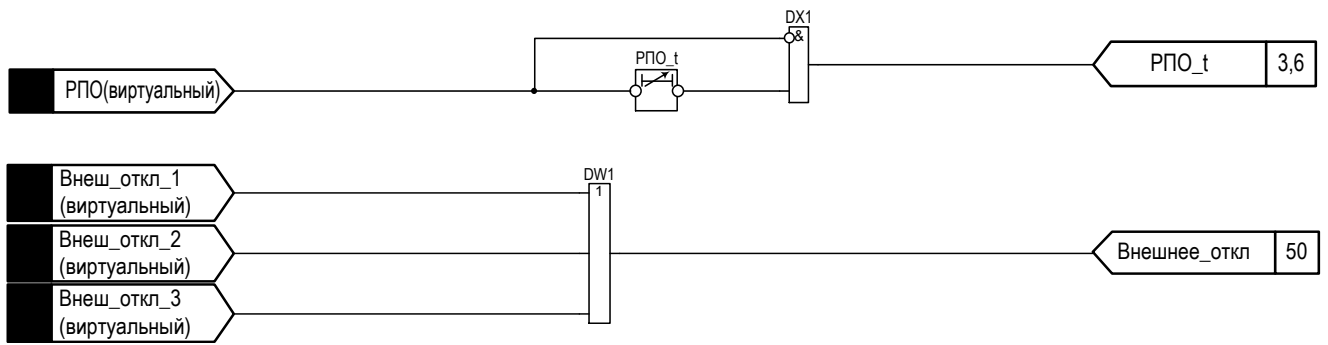 DX1
&
РПО_t
РПО(виртуальный)
РПО_t 3,6
Внеш_откл_1
(виртуальный)
DW1
1
Внеш_откл_2
(виртуальный)
Внешнее_откл 50
Внеш_откл_3
(виртуальный)